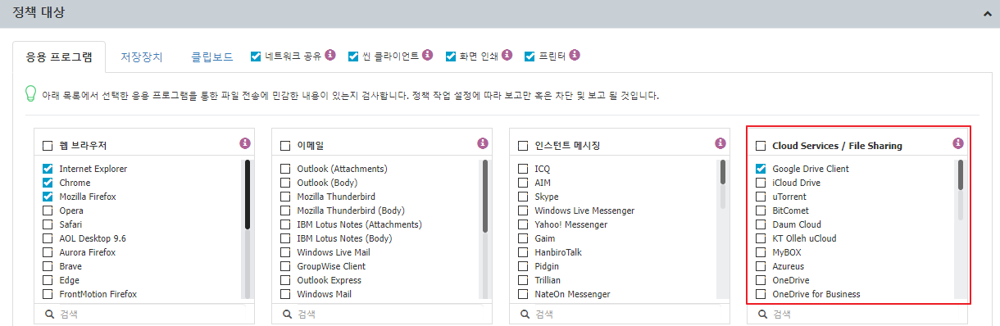 정책 대상
응용 프로그램 저장장치 클립보드 네트워크 공유 씬 클라이언트 화면 인쇄 프린터
아래 목록에서 선택한 응용 프로그램을 통한 파일 전송에 민감한 내용이 있는지 검사합니다. 정책 작업 설정에 따라 보고만 혹은 차단 및 보고 될 것입니다.
웹 브라우저
Internet Explorer
Chrome
Mozilla Firefox
Opera
Safari
AOL Desktop 9.6
Aurora Firefox
Brave
Edge
FrontMotion Firefox
검색
이메일
Outlook (Attachments)
Outlook (Body)
Mozilla Thunderbird
Mozilla Thunderbird (Body)
IBM Lotus Notes (Attachments)
IBM Lotus Notes (Body)
Windows Live Mail
GroupWise Client
Outlook Express
Windows Mail
검색
인스턴트 메시징
ICQ
AIM
Skype
Windows Live Messenger
Yahoo! Messenger
Gaim
HanbiroTalk
Pidgin
Trillian
NateOn Messenger
검색
Cloud Services / File Sharing
Google Drive Client
iCloud Drive
uTorrent
BitComet
Daum Cloud
KT Olleh uCloud
MyBOX
Azureus
OneDrive
OneDrive for Business
검색